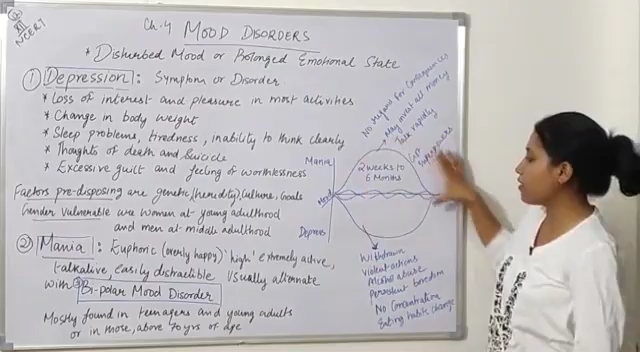 XII
NCERT
Ch. 4 MOOD DISORDERS
* Disturbed Mood or Prolonged Emotional State
① Depression: Symptom or Disorder
* Loss of interest and pleasure in most activities
* Change in body weight
* Sleep problems, tiredness, inability to think clearly
* Thoughts of death and Suicide
* Excessive guilt and feeling of worthlessness
Factors pre-disposing are genetic (heredity), Culture, Goals
Gender Vulnerable are women at young adulthood
and men at middle adulthood
② Mania: Euphoric (overly happy) 'high' extremely active,
talkative, easily distractible Usually alternate
with Bi-polar Mood Disorder
Mostly found in teenagers and young adults
or in more, above 70 yrs of age
No regard for Consequences
May invest all money
Talk rapidly
Mania
2 weeks to
6 Months
Mood
Depress
Withdrawn
Violent actions
Alcohol abuse
Persistent boredom
No Concentration
Eating habits change